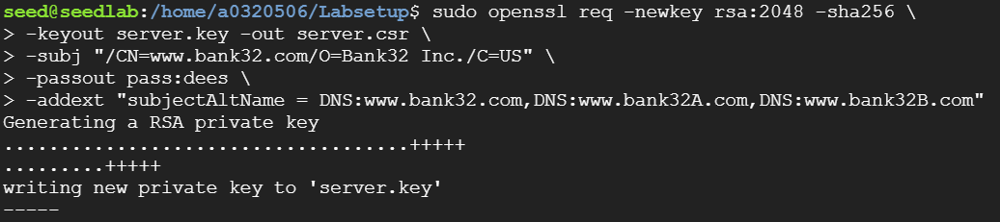 seed@seedlab:/home/a0320506/Labsetup$ sudo openssl req -newkey rsa:2048 -sha256 \
> -keyout server.key -out server.csr \
> -subj "/CN=www.bank32.com/O=Bank32 Inc./C=US" \
> -passout pass:dees \
> -addext "subjectAltName = DNS:www.bank32.com,DNS:www.bank32A.com,DNS:www.bank32B.com"
Generating a RSA private key
....................................+++++
.........+++++
writing new private key to 'server.key'
-----